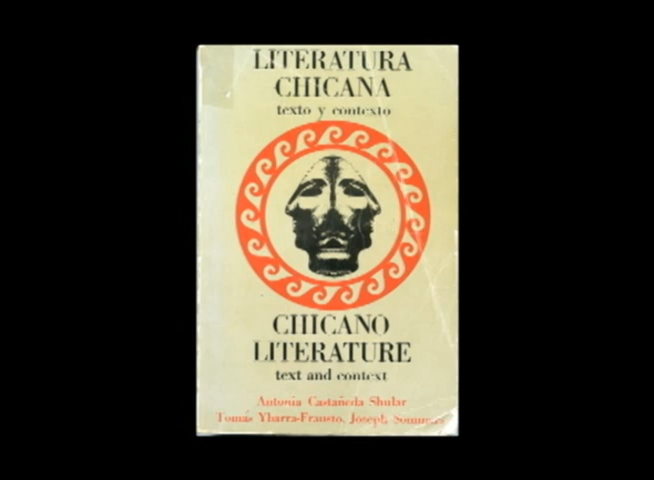 LITERATURA
CHICANA
texto y contexto
CHICANO
LITERATURE
text and context
Antonia Castañeda Shular
Tomás Ybarra-Frausto, Joseph Sommers